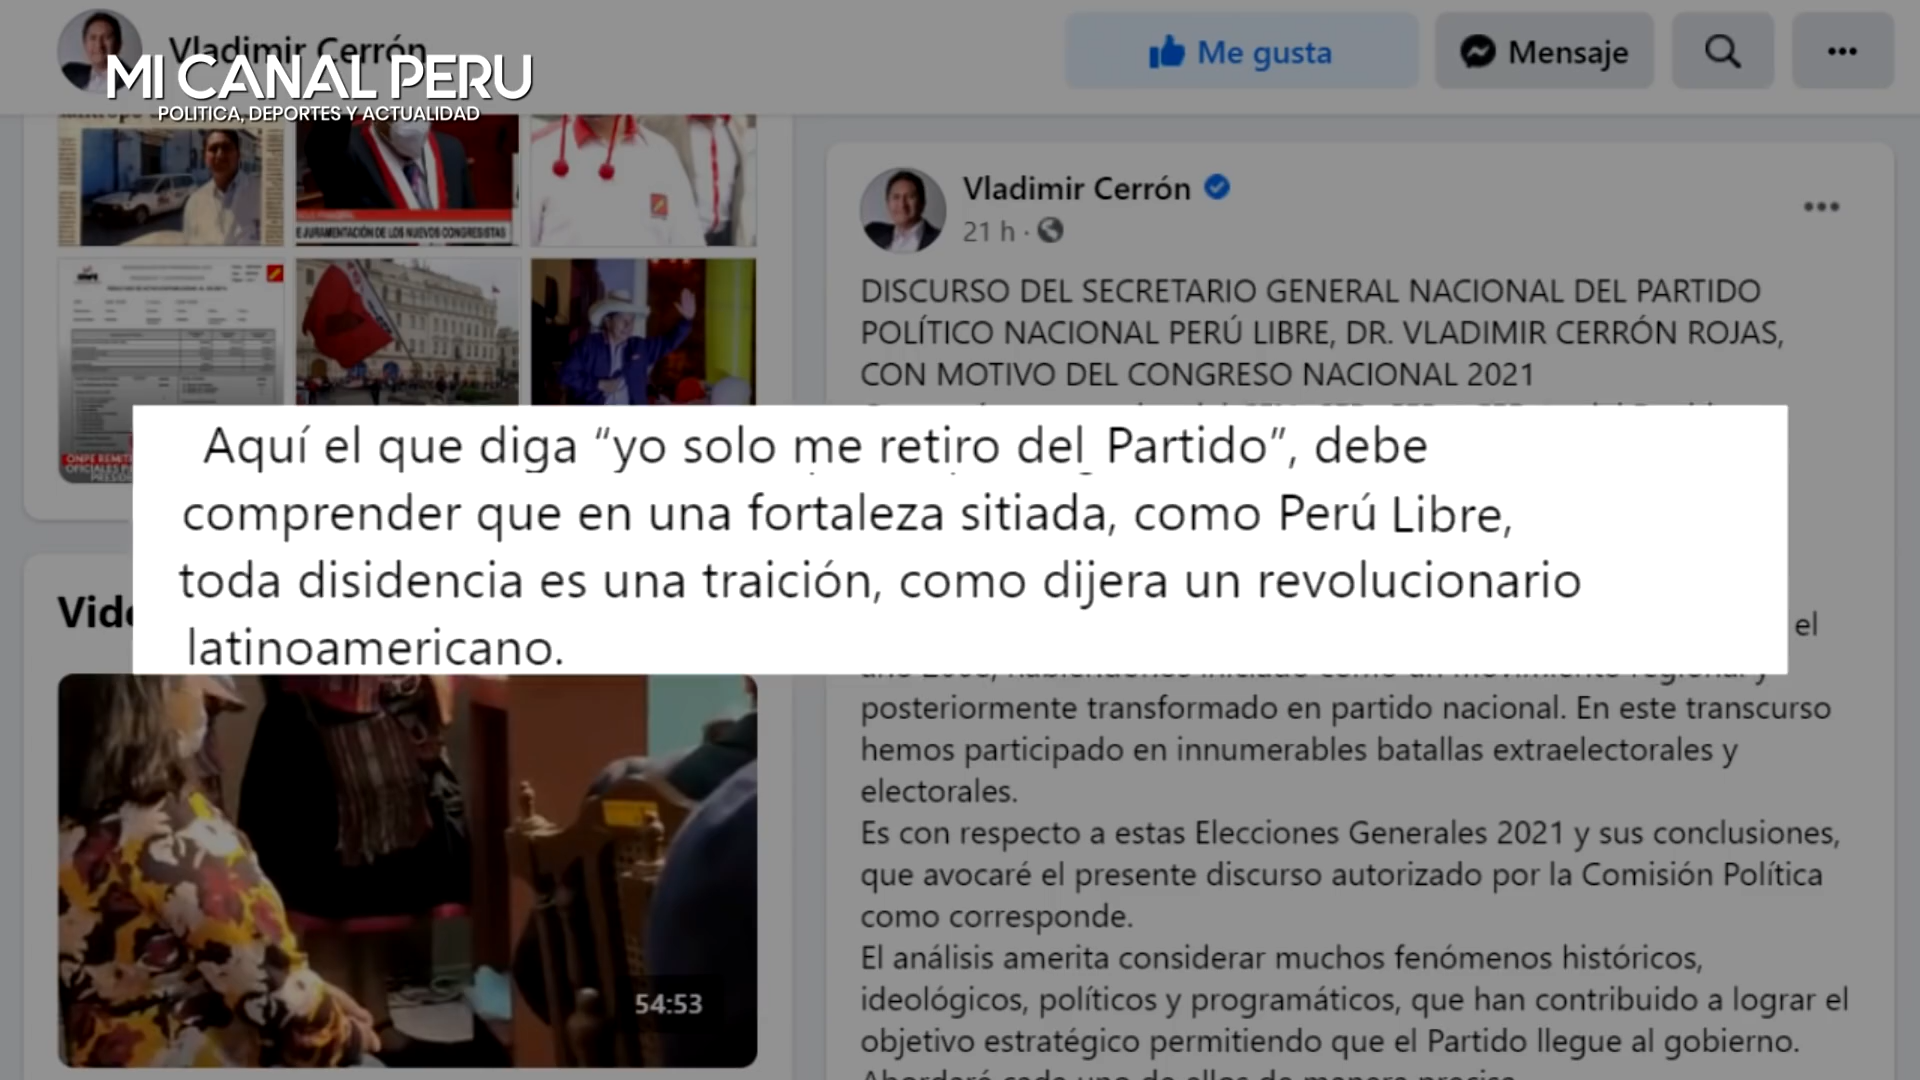 Vladimir Cerrón
MI CANAL PERU
POLITICA, DEPORTES Y ACTUALIDAD
Me gusta
Mensaje
E JURAMENTACIÓN DE LOS NUEVOS CONGRESISTAS
Vladimir Cerrón
21 h
DISCURSO DEL SECRETARIO GENERAL NACIONAL DEL PARTIDO
POLÍTICO NACIONAL PERÚ LIBRE, DR. VLADIMIR CERRÓN ROJAS,
CON MOTIVO DEL CONGRESO NACIONAL 2021
Aquí el que diga “yo solo me retiro del Partido”, debe
comprender que en una fortaleza sitiada, como Perú Libre,
toda disidencia es una traición, como dijera un revolucionario
latinoamericano.
el
posteriormente transformado en partido nacional. En este transcurso
hemos participado en innumerables batallas extraelectorales y
electorales.
Es con respecto a estas Elecciones Generales 2021 y sus conclusiones,
que avocaré el presente discurso autorizado por la Comisión Política
como corresponde.
El análisis amerita considerar muchos fenómenos históricos,
ideológicos, políticos y programáticos, que han contribuido a lograr el
objetivo estratégico permitiendo que el Partido llegue al gobierno.
54:53